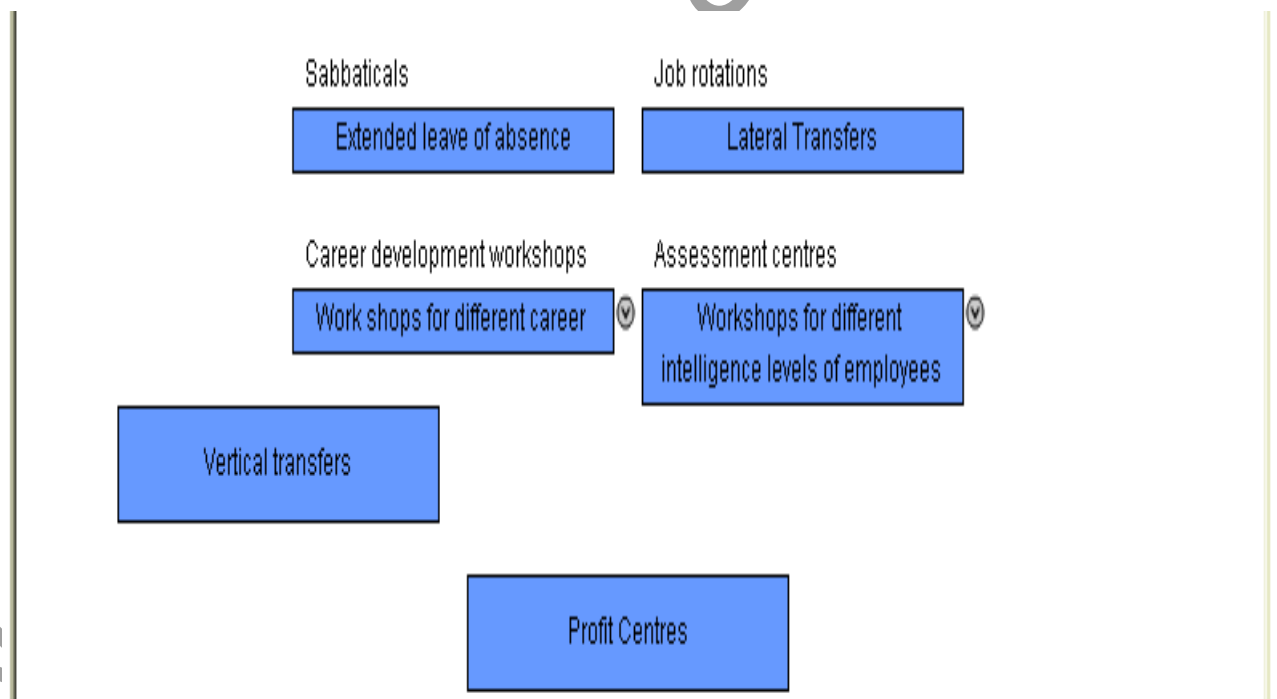 Sabbaticals
Job rotations
Extended leave of absence
Lateral Transfers
Career development workshops
Assessment centres
Work shops for different career
Workshops for different
intelligence levels of employees
Vertical transfers
Profit Centres